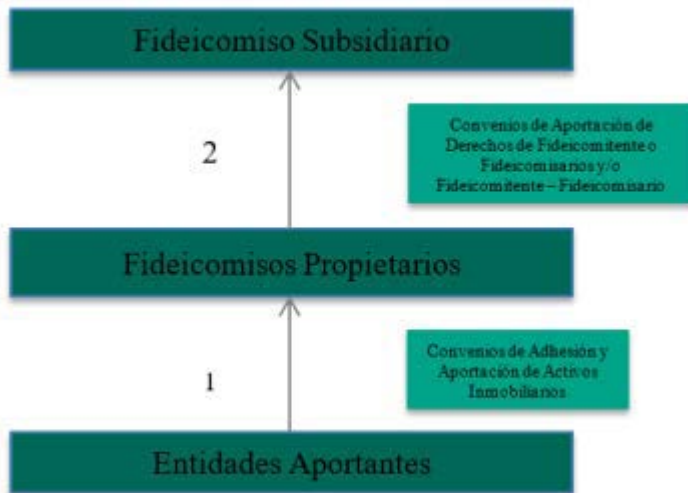 Fideicomiso Subsidiario
2
Convenios de Aportación de
Derechos de Fideicomitente o
Fideicomisarios y/o
Fideicomitente – Fideicomisario
Fideicomisos Propietarios
1
Convenios de Adhesión y
Aportación de Activos
Inmobilianos
Entidades Aportantes